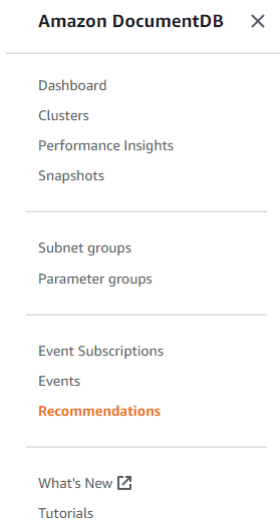 Amazon DocumentDB
Dashboard
Clusters
Performance Insights
Snapshots
Subnet groups
Parameter groups
Event Subscriptions
Events
Recommendations
What's New
Tutorials